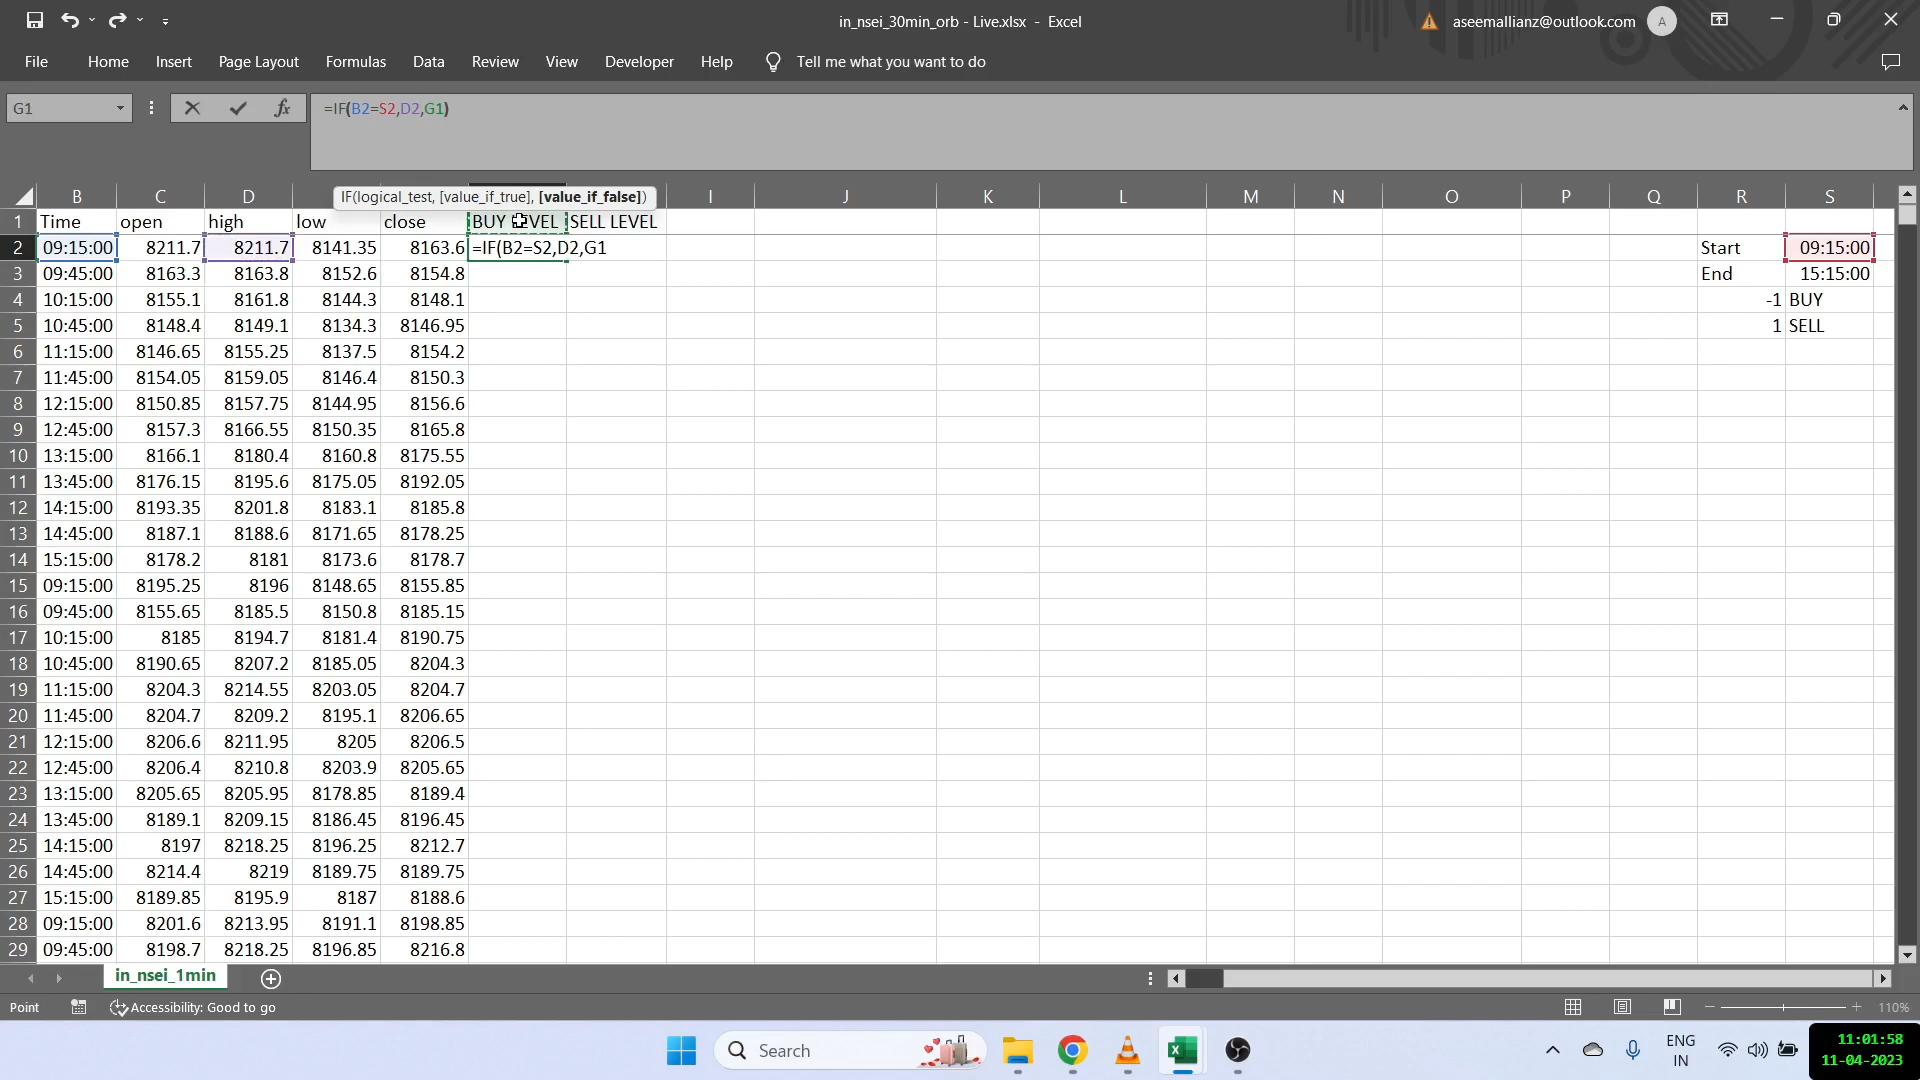 in_nsei_30min_orb - Live.xlsx - Excel
aseemallianz@outlook.com
A
File Home Insert Page Layout Formulas Data Review View Developer Help Tell me what you want to do
G1
fx
=IF(B2=S2,D2,G1)
IF(logical_test, [value_if_true], [value_if_false])
B C D I J K L M N O P Q R S
1 Time open high low close BUY LEVEL SELL LEVEL
2 09:15:00 8211.7 8211.7 8141.35 8163.6 =IF(B2=S2,D2,G1 Start 09:15:00
3 09:45:00 8163.3 8163.8 8152.6 8154.8 End 15:15:00
4 10:15:00 8155.1 8161.8 8144.3 8148.1 -1 BUY
5 10:45:00 8148.4 8149.1 8134.3 8146.95 1 SELL
6 11:15:00 8146.65 8155.25 8137.5 8154.2
7 11:45:00 8154.05 8159.05 8146.4 8150.3
8 12:15:00 8150.85 8157.75 8144.95 8156.6
9 12:45:00 8157.3 8166.55 8150.35 8165.8
10 13:15:00 8166.1 8180.4 8160.8 8175.55
11 13:45:00 8176.15 8195.6 8175.05 8192.05
12 14:15:00 8193.35 8201.8 8183.1 8185.8
13 14:45:00 8187.1 8188.6 8171.65 8178.25
14 15:15:00 8178.2 8181 8173.6 8178.7
15 09:15:00 8195.25 8196 8148.65 8155.85
16 09:45:00 8155.65 8185.5 8150.8 8185.15
17 10:15:00 8185 8194.7 8181.4 8190.75
18 10:45:00 8190.65 8207.2 8185.05 8204.3
19 11:15:00 8204.3 8214.55 8203.05 8204.7
20 11:45:00 8204.7 8209.2 8195.1 8206.65
21 12:15:00 8206.6 8211.95 8205 8206.5
22 12:45:00 8206.4 8210.8 8203.9 8205.65
23 13:15:00 8205.65 8205.95 8178.85 8189.4
24 13:45:00 8189.1 8209.15 8186.45 8196.45
25 14:15:00 8197 8218.25 8196.25 8212.7
26 14:45:00 8214.4 8219 8189.75 8189.75
27 15:15:00 8189.85 8195.9 8187 8188.6
28 09:15:00 8201.6 8213.95 8191.1 8198.85
29 09:45:00 8198.7 8218.25 8196.85 8216.8
in_nsei_1min
Point Accessibility: Good to go 110%
Search
ENG
IN
11:01:58
11-04-2023